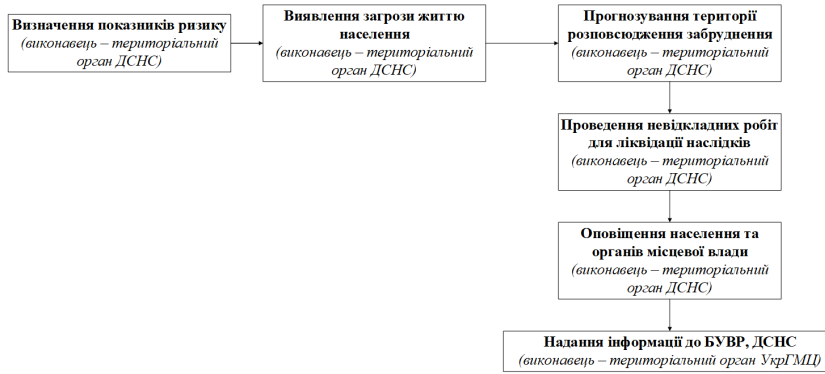 Визначення показників ризику
(виконавець – територіальний
орган ДСНС)
Виявлення загрози життю
населення
(виконавець – територіальний
орган ДСНС)
Прогнозування території
розповсюдження забруднення
(виконавець – територіальний
орган ДСНС)
Проведення невідкладних робіт
для ліквідації наслідків
(виконавець – територіальний
орган ДСНС)
Оповіщення населення та
органів місцевої влади
(виконавець – територіальний
орган ДСНС)
Надання інформації до БУВР, ДСНС
(виконавець – територіальний орган УкрГМЦ)